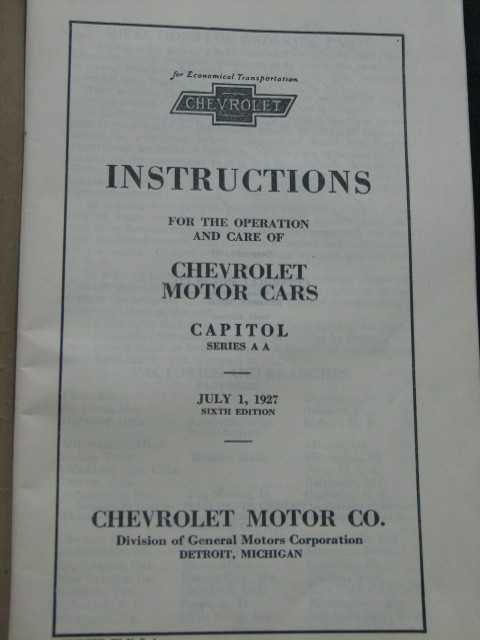 for Economical Transportation
CHEVROLET
INSTRUCTIONS
FOR THE OPERATION
AND CARE OF
CHEVROLET
MOTOR CARS
CAPITOL
SERIES A A
JULY 1, 1927
SIXTH EDITION
CHEVROLET MOTOR CO.
Division of General Motors Corporation
DETROIT, MICHIGAN